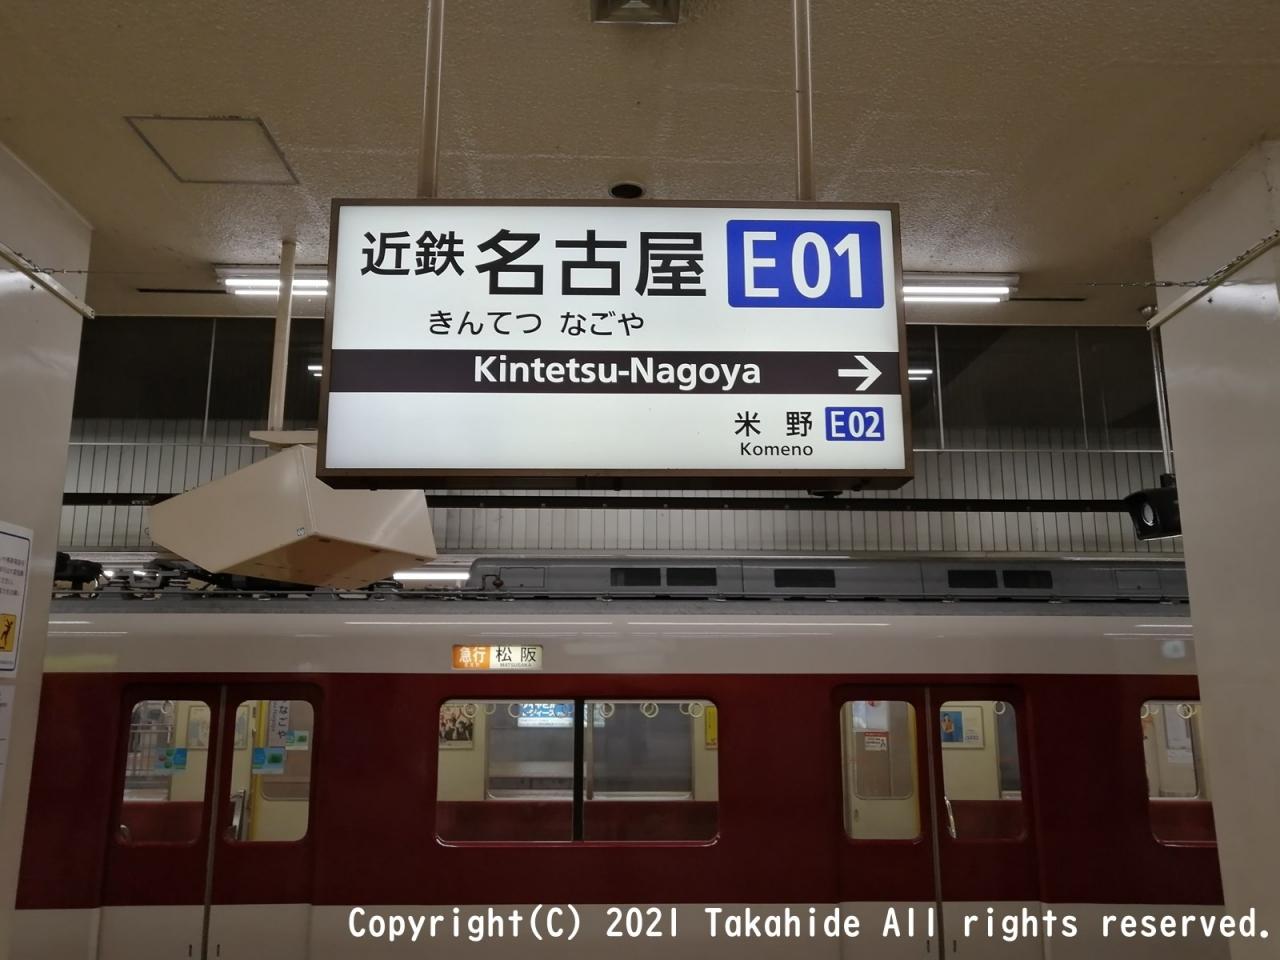 近鉄名古屋 E01
きんてつ なごや
Kintetsu-Nagoya →
米野 E02
Komeno
急行 松阪
MATSUSAKA
Copyright(C) 2021 Takahide All rights reserved.